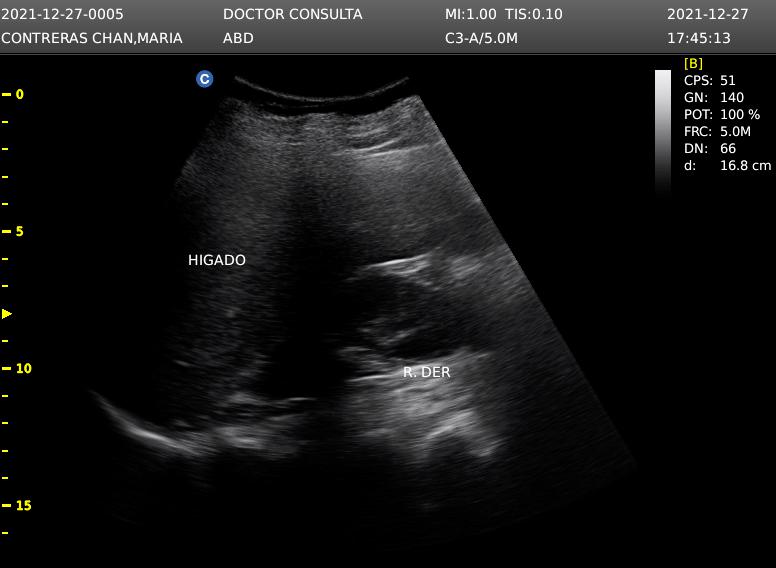 2021-12-27-0005 DOCTOR CONSULTA MI:1.00 TIS:0.10 2021-12-27
CONTRERAS CHAN,MARIA ABD C3-A/5.0M 17:45:13
C
[B]
CPS: 51
GN: 140
POT: 100 %
FRC: 5.0M
DN: 66
d: 16.8 cm
0
5
HIGADO
10
R. DER
15